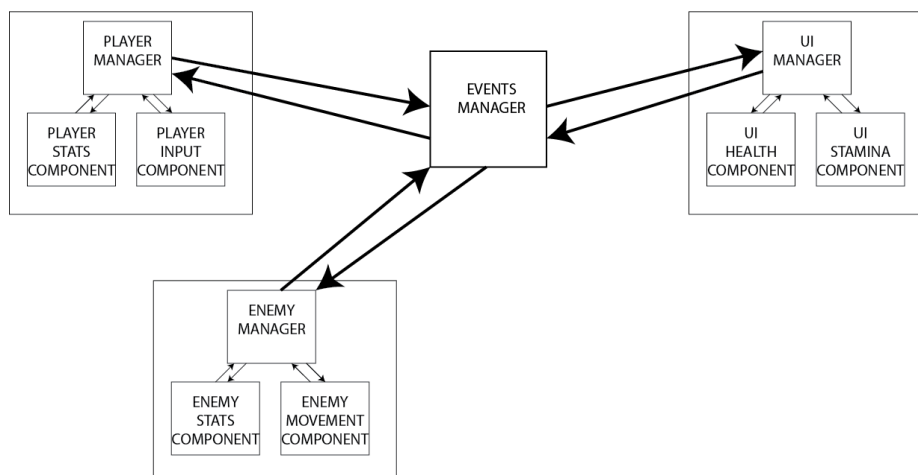 PLAYER
MANAGER
PLAYER
STATS
COMPONENT
PLAYER
INPUT
COMPONENT
EVENTS
MANAGER
UI
MANAGER
UI
HEALTH
COMPONENT
UI
STAMINA
COMPONENT
ENEMY
MANAGER
ENEMY
STATS
COMPONENT
ENEMY
MOVEMENT
COMPONENT